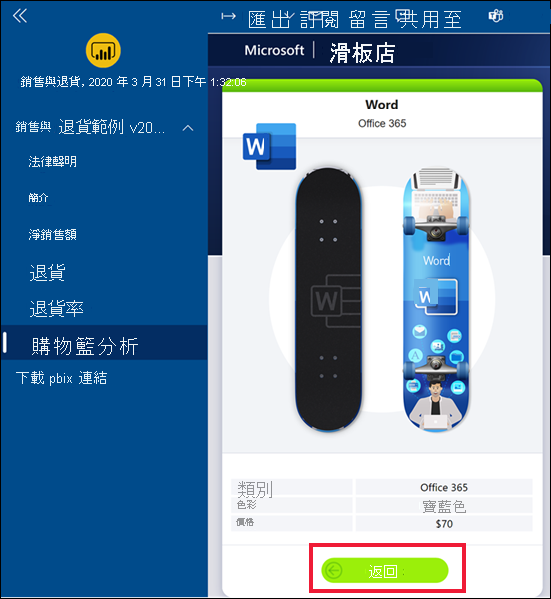 匯出 訂閱 留言 共用至
Microsoft 滑板店
銷售與退貨, 2020 年 3 月 31 日下午 1:32:06
銷售與 退貨範例 v20...
法律聲明
簡介
淨銷售額
退貨
退貨率
購物籃分析
下載 pbix 連結
Word
Office 365
W
W
Word
W
類別 Office 365
色彩 寶藍色
價格 $70
返回